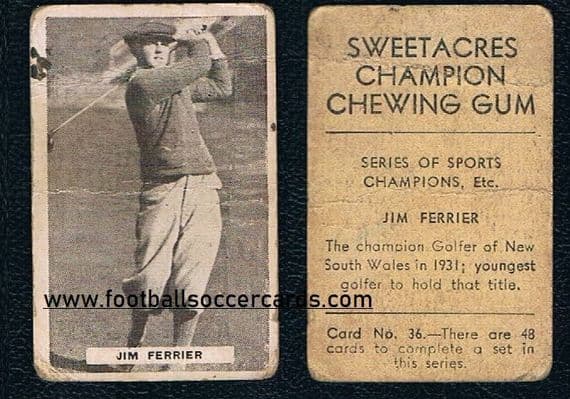 JIM FERRIER
www.footballsoccercards.com
SWEETACRES
CHAMPION
CHEWING GUM
SERIES OF SPORTS
CHAMPIONS, Etc.
JIM FERRIER
The champion Golfer of New
South Wales in 1931; youngest
golfer to hold that title.
Card No. 36.—There are 48
cards to complete a set in
this series.